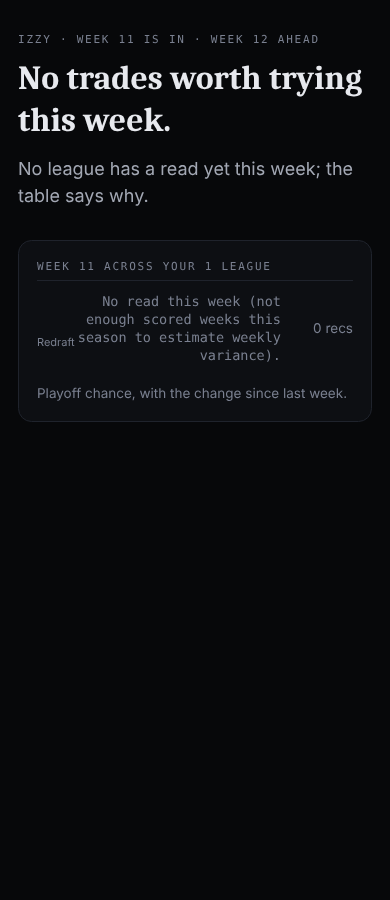 IZZY · WEEK 11 IS IN · WEEK 12 AHEAD
No trades worth trying
this week.
No league has a read yet this week; the
table says why.
WEEK 11 ACROSS YOUR 1 LEAGUE
Redraft
No read this week (not
enough scored weeks this
season to estimate weekly
variance).
0 recs
Playoff chance, with the change since last week.